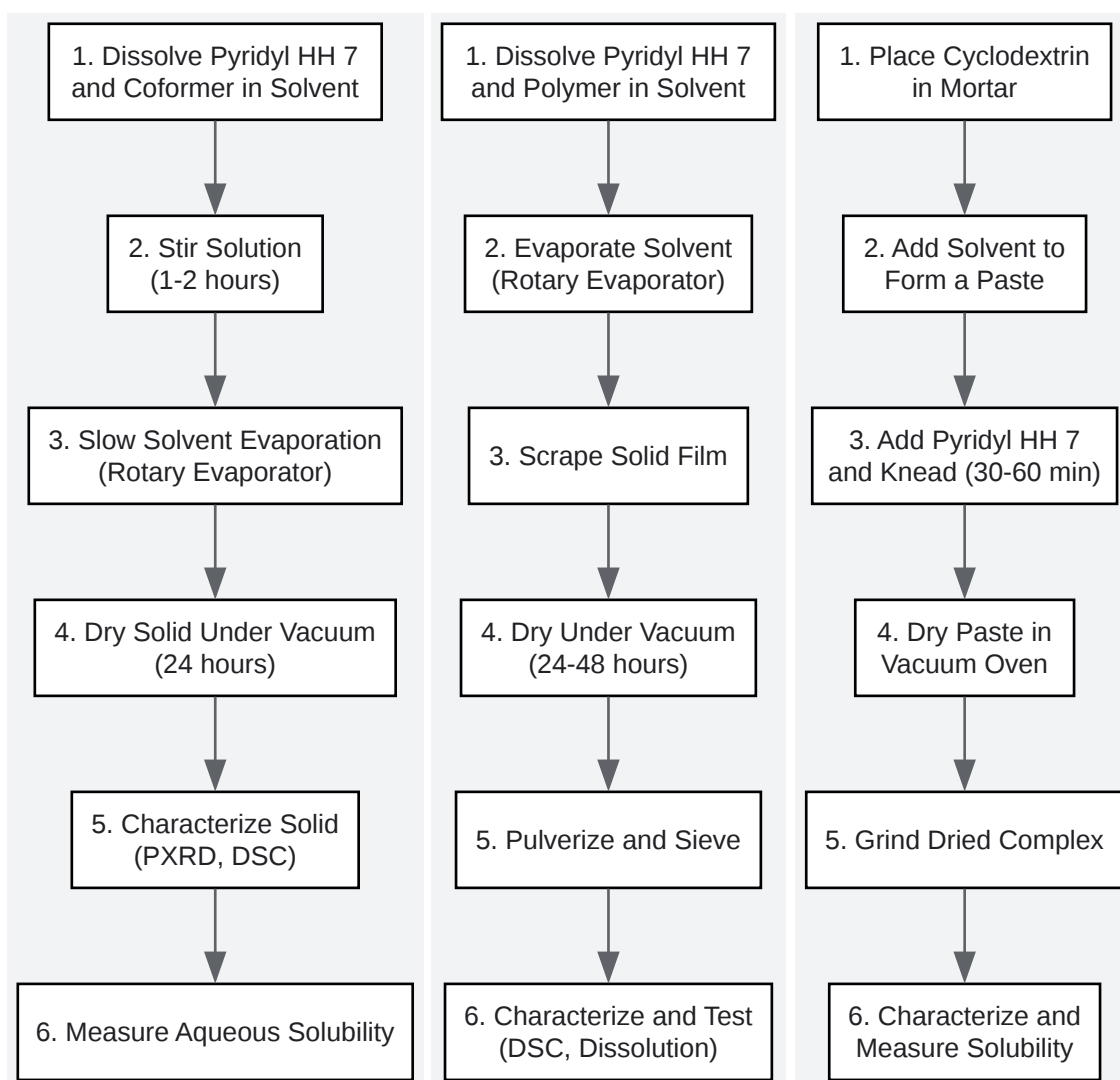 1. Dissolve Pyridyl HH 7
and Coformer in Solvent
2. Stir Solution
(1-2 hours)
3. Slow Solvent Evaporation
(Rotary Evaporator)
4. Dry Solid Under Vacuum
(24 hours)
5. Characterize Solid
(PXRD, DSC)
6. Measure Aqueous Solubility
1. Dissolve Pyridyl HH 7
and Polymer in Solvent
2. Evaporate Solvent
(Rotary Evaporator)
3. Scrape Solid Film
4. Dry Under Vacuum
(24-48 hours)
5. Pulverize and Sieve
6. Characterize and Test
(DSC, Dissolution)
1. Place Cyclodextrin
in Mortar
2. Add Solvent to
Form a Paste
3. Add Pyridyl HH 7
and Knead (30-60 min)
4. Dry Paste in
Vacuum Oven
5. Grind Dried Complex
6. Characterize and
Measure Solubility